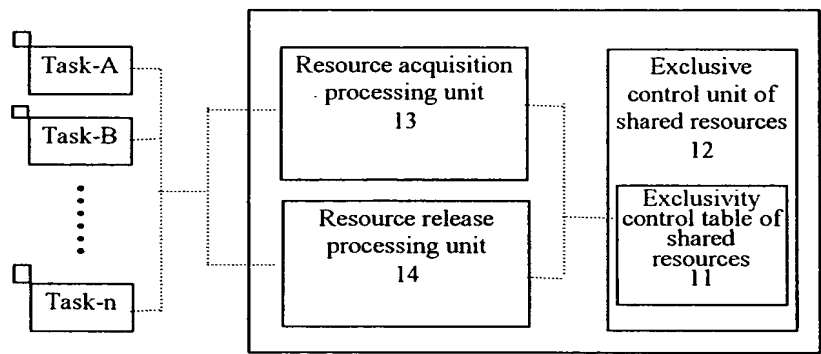 Task-A
Task-B
Task-n
Resource acquisition
processing unit
13
Resource release
processing unit
14
Exclusive
control unit of
shared resources
12
Exclusivity
control table of
shared
resources
11